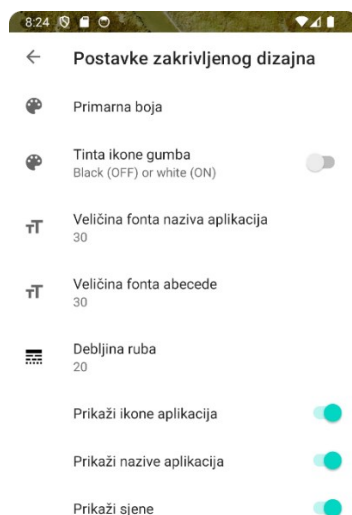 8:24
Postavke zakrivljenog dizajna
Primarna boja
Tinta ikone gumba
Black (OFF) or white (ON)
Veličina fonta naziva aplikacija
30
Veličina fonta abecede
30
Debljina ruba
20
Prikaži ikone aplikacija
Prikaži nazive aplikacija
Prikaži sjene